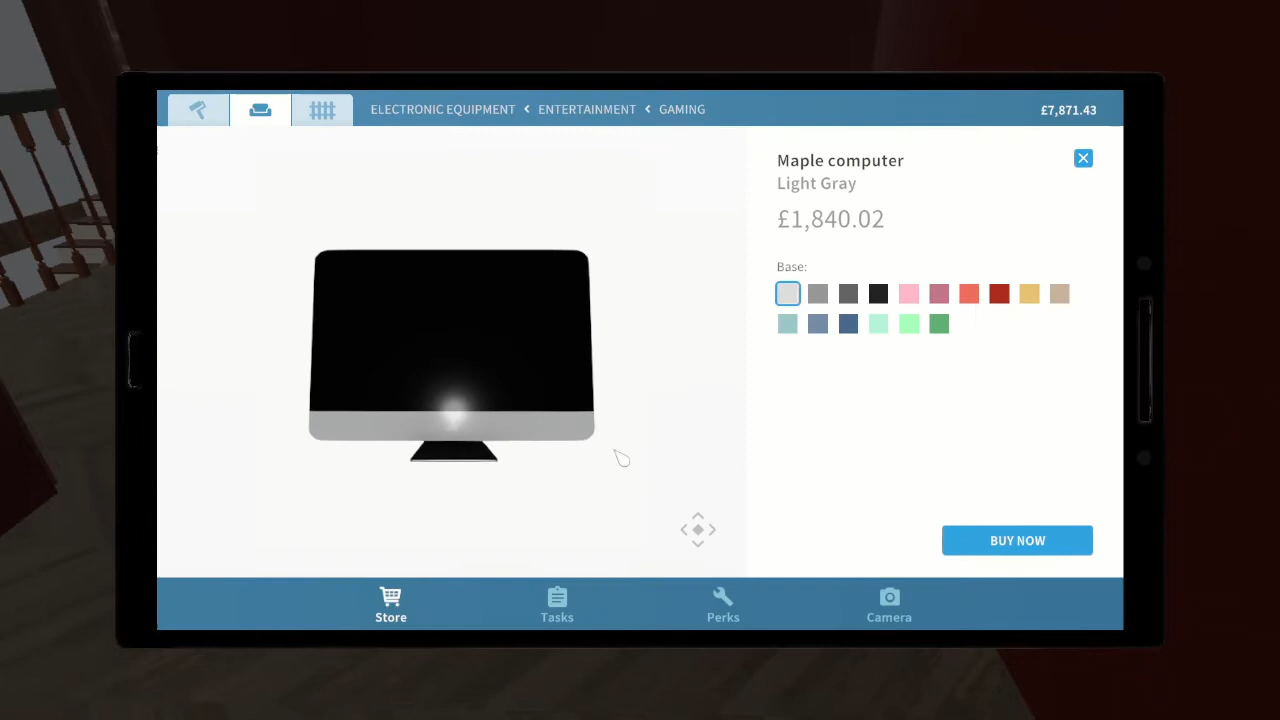 ELECTRONIC EQUIPMENT < ENTERTAINMENT < GAMING
£7,871.43
Maple computer
Light Gray
£1,840.02
Base:
BUY NOW
Store
Tasks
Perks
Camera